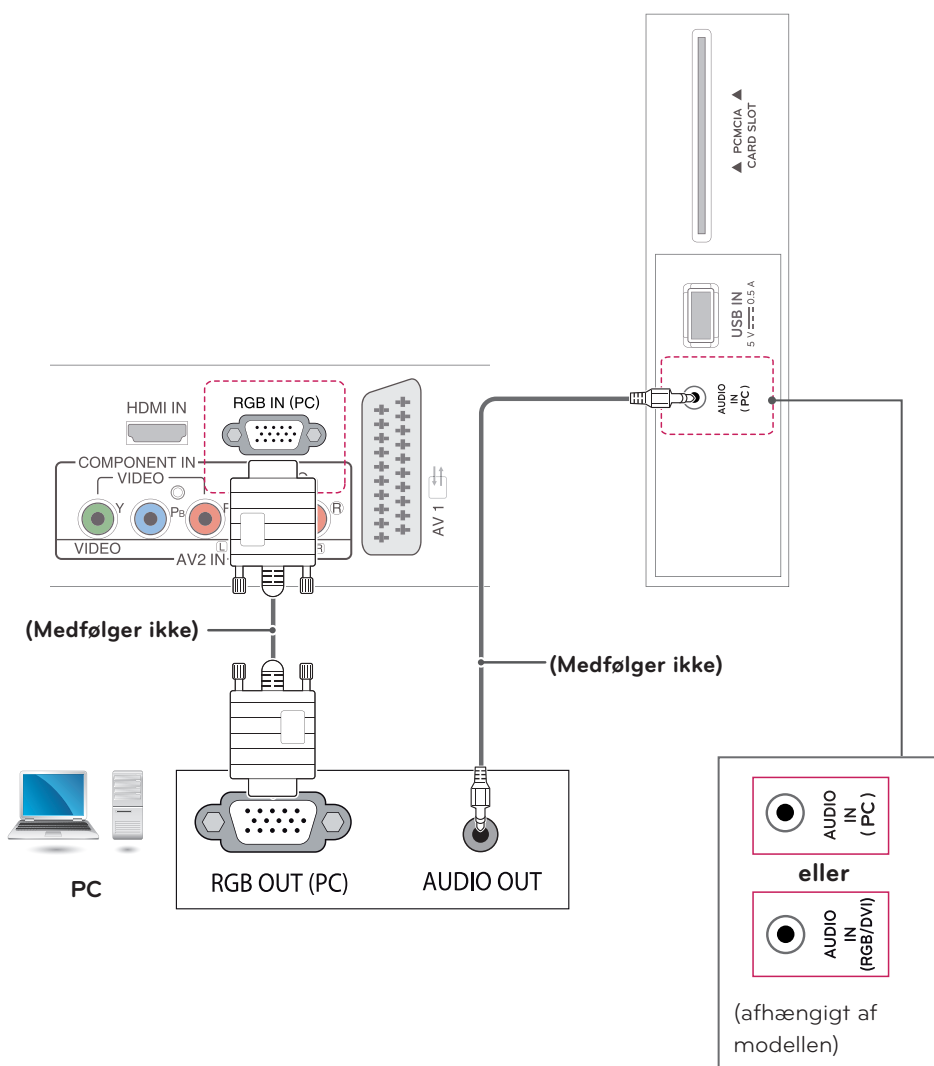 ▲ PCMCIA ▲
CARD SLOT
USB IN
5 V 0.5 A
AUDIO
IN
(PC)
HDMI IN
RGB IN (PC)
COMPONENT IN
VIDEO
Y
PB
R
VIDEO
L
R
AV2 IN
AV 1
(Medfølger ikke)
(Medfølger ikke)
PC
RGB OUT (PC)
AUDIO OUT
AUDIO
IN
(PC)
eller
AUDIO
IN
(RGB/DVI)
(afhængigt af
modellen)